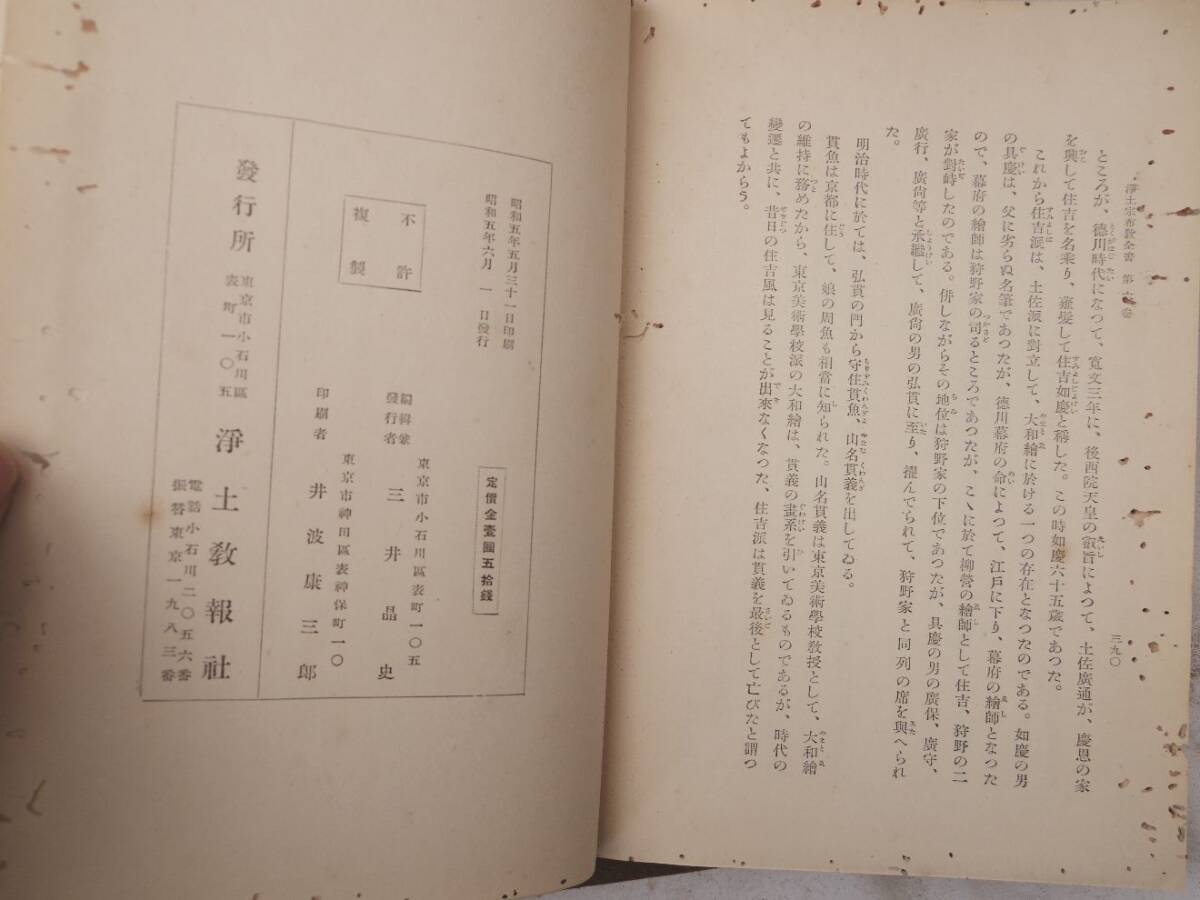 淨土宗布教全書 第十卷
三九〇
ところが、德川時代になつて、寬文三年に、後西院天皇の叡旨によつて、土佐廣通が、慶恩の家
を興して住吉を名乘り、薙髮して住吉如慶と稱した。この時如慶六十五歲であつた。
これから住吉派は、土佐派に對立して、大和繪に於ける一つの存在となつたのである。如慶の男
の具慶は、父に劣らぬ名筆であつたが、德川幕府の命によつて、江戶に下り、幕府の繪師となつた
ので、幕府の繪師は狩野家の司るところであつたが、こゝに於て柳營の繪師として住吉、狩野の二
家が對峙したのである。併しながらその地位は狩野家の下位であつたが、具慶の男の廣保、廣守、
廣行、廣尙等と承繼して、廣尙の男の弘貫に至り、擢んでられて、狩野家と同列の席を與へられ
た。
明治時代に於ては、弘貫の門から守住貫魚、山名貫義を出してゐる。
貫魚は京都に住して、娘の周魚も相當に知られた。山名貫義は東京美術學校敎授として、大和繪
の維持に務めたから、東京美術學校派の大和繪は、貫義の畫系を引いてゐるものであるが、時代の
變遷と共に、昔日の住吉風は見ることが出來なくなつた、住吉派は貫義を最後として亡びたと謂つ
てもよからう。
昭和五年五月三十一日印刷
昭和五年六月 一 日發行
不許
複製
定價金壹圓五拾錢
編輯兼
發行者
東京市小石川區表町一〇五
三井晶史
東京市神田區表神保町一〇
印刷者 井波康三郎
發行所
東京市小石川區
表町一〇五
淨土敎報社
電話小石川二〇五六番
振替東京一九八三番